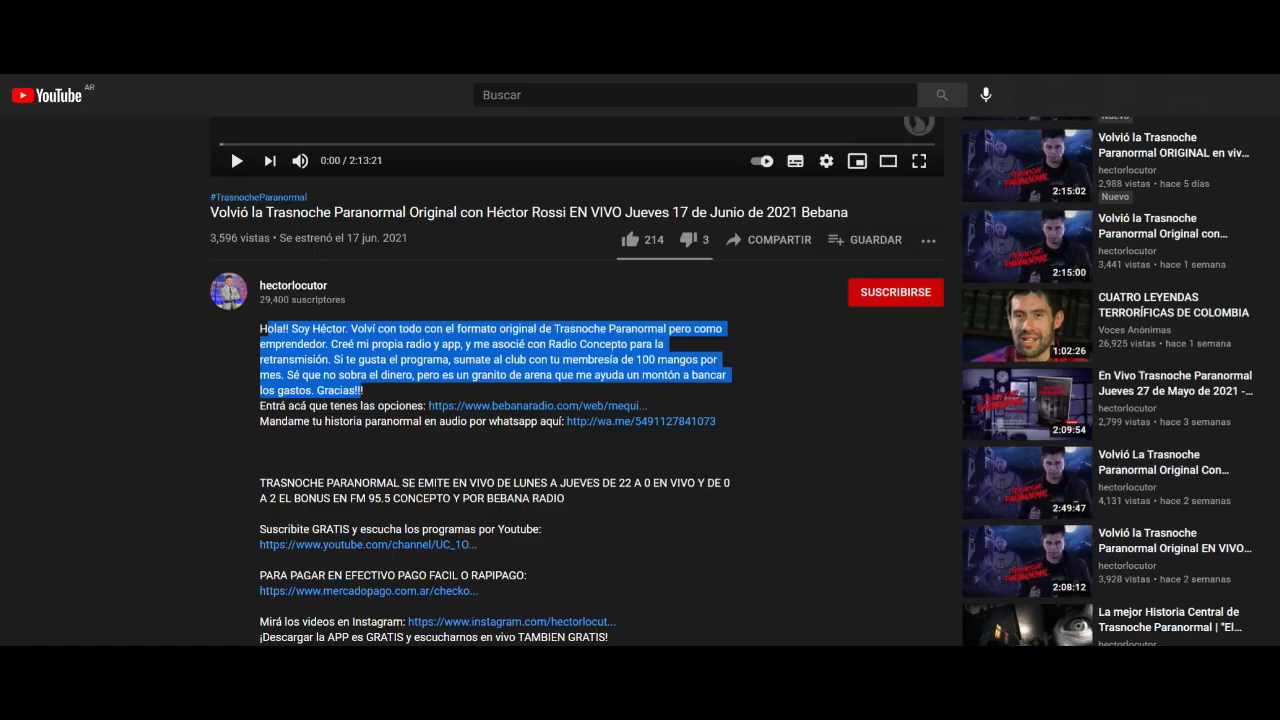 YouTube AR
Buscar
0:00 / 2:13:21
#TrasnocheParanormal
Volvió la Trasnoche Paranormal Original con Héctor Rossi EN VIVO Jueves 17 de Junio de 2021 Bebana
3,596 vistas • Se estrenó el 17 jun. 2021
214
3
COMPARTIR
GUARDAR
hectorlocutor
29,400 suscriptores
SUSCRIBIRSE
Hola!! Soy Héctor. Volví con todo con el formato original de Trasnoche Paranormal pero como
emprendedor. Creé mi propia radio y app, y me asocié con Radio Concepto para la
retransmisión. Si te gusta el programa, sumate al club con tu membresía de 100 mangos por
mes. Sé que no sobra el dinero, pero es un granito de arena que me ayuda un montón a bancar
los gastos. Gracias!!!
Entrá acá que tenes las opciones: https://www.bebanaradio.com/web/mequi...
Mandame tu historia paranormal en audio por whatsapp aquí: http://wa.me/5491127841073
TRASNOCHE PARANORMAL SE EMITE EN VIVO DE LUNES A JUEVES DE 22 A 0 EN VIVO Y DE 0
A 2 EL BONUS EN FM 95.5 CONCEPTO Y POR BEBANA RADIO
Suscribite GRATIS y escucha los programas por Youtube:
https://www.youtube.com/channel/UC_1O...
PARA PAGAR EN EFECTIVO PAGO FACIL O RAPIPAGO:
https://www.mercadopago.com.ar/checko...
Mirá los videos en Instagram: https://www.instagram.com/hectorlocut...
¡Descargar la APP es GRATIS y escucharnos en vivo TAMBIEN GRATIS!
Nuevo
TRASNOCHE
PARANORMAL
2:15:02
Volvió la Trasnoche
Paranormal ORIGINAL en viv...
hectorlocutor
2,988 vistas • hace 5 días
Nuevo
TRASNOCHE
PARANORMAL
2:15:00
Volvió la Trasnoche
Paranormal Original con...
hectorlocutor
3,441 vistas • hace 1 semana
1:02:26
CUATRO LEYENDAS
TERRORÍFICAS DE COLOMBIA
Voces Anónimas
26,925 vistas • hace 1 semana
TRASNOCHE
PARANORMAL
2:09:54
En Vivo Trasnoche Paranormal
Jueves 27 de Mayo de 2021 -...
hectorlocutor
2,799 vistas • hace 3 semanas
TRASNOCHE
PARANORMAL
2:49:47
Volvió La Trasnoche
Paranormal Original Con...
hectorlocutor
4,131 vistas • hace 2 semanas
TRASNOCHE
PARANORMAL
2:08:12
Volvió la Trasnoche
Paranormal Original EN VIVO...
hectorlocutor
3,928 vistas • hace 2 semanas
La mejor Historia Central de
Trasnoche Paranormal | "El...
hectorlocutor